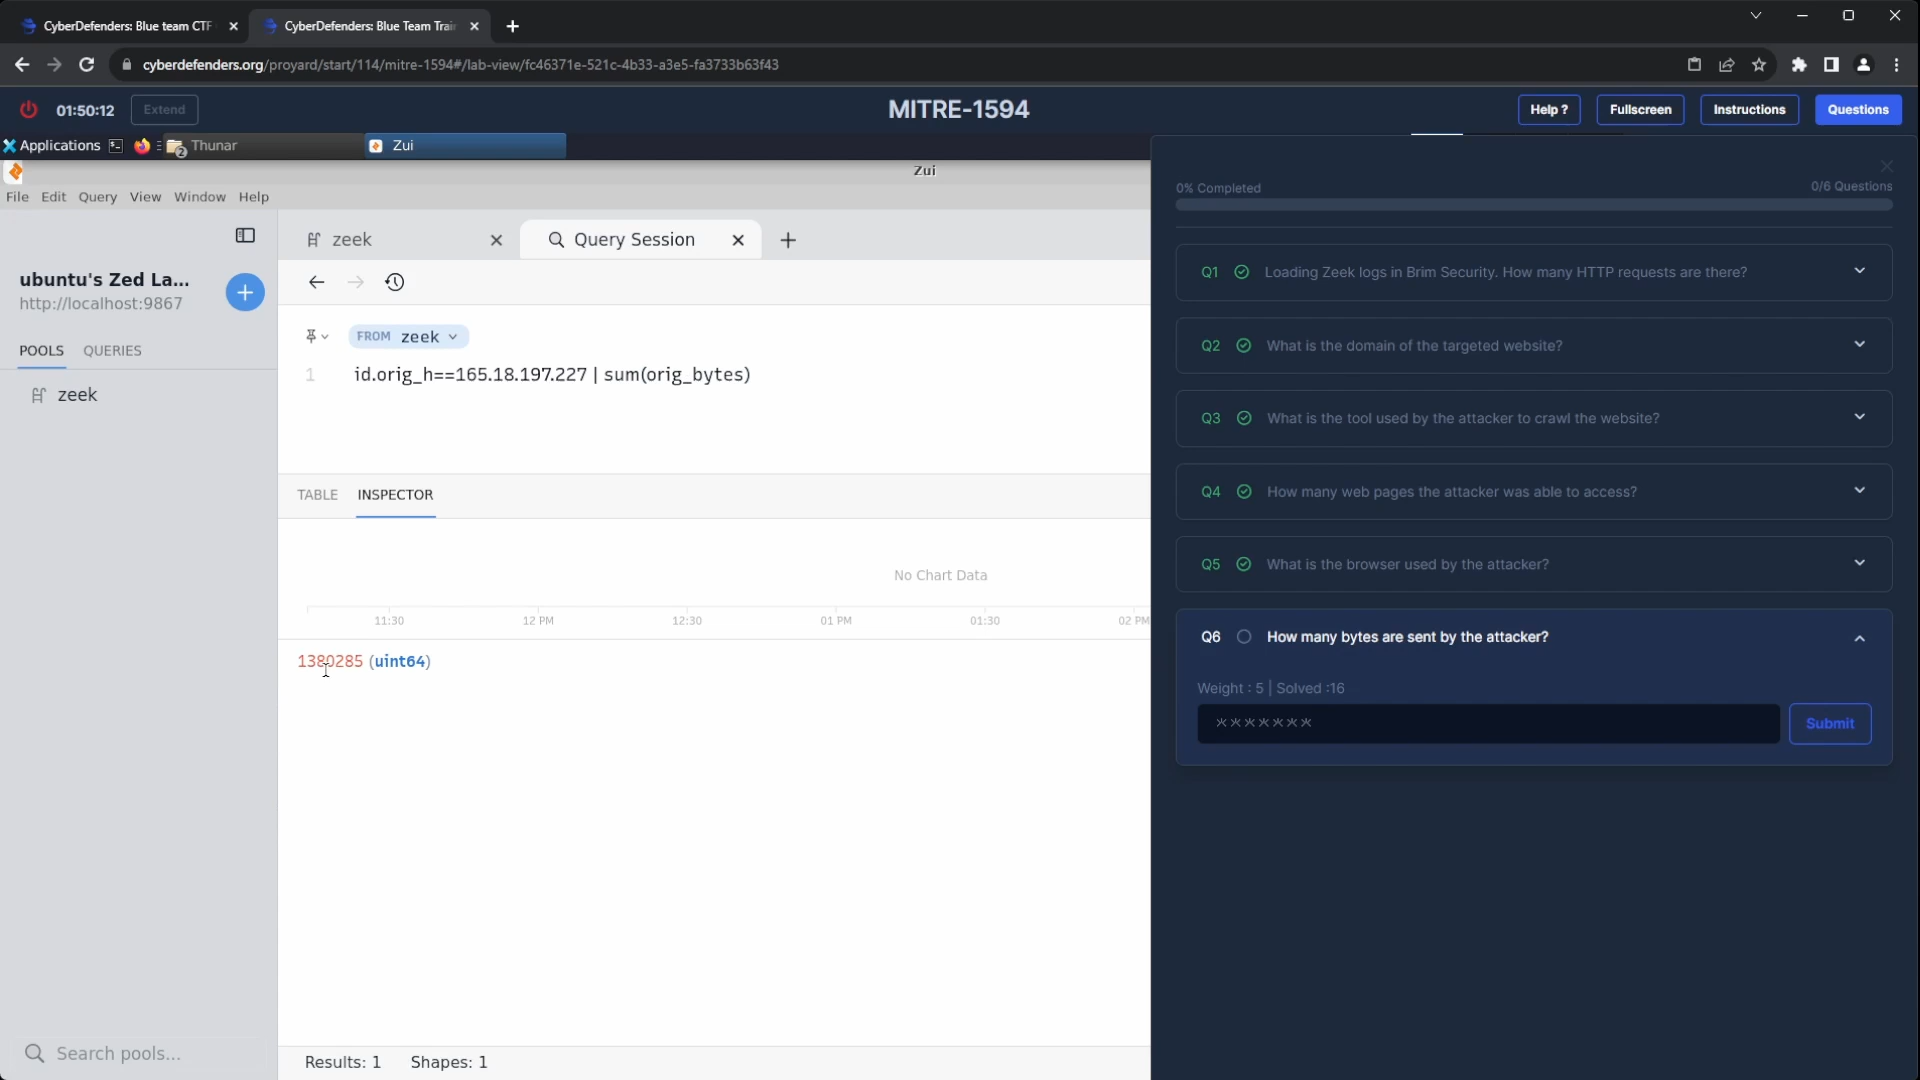 CyberDefenders: Blue team CTF
CyberDefenders: Blue Team Trai
cyberdefenders.org/proyard/start/114/mitre-1594#/lab-view/fc46371e-521c-4b33-a3e5-fa3733b63f43
01:50:12
Extend
MITRE-1594
Help ?
Fullscreen
Instructions
Questions
Applications
2
Thunar
Zui
Zui
File Edit Query View Window Help
0% Completed
0/6 Questions
zeek
Query Session
ubuntu's Zed La...
http://localhost:9867
POOLS QUERIES
zeek
FROM zeek
1 id.orig_h==165.18.197.227 | sum(orig_bytes)
TABLE INSPECTOR
No Chart Data
11:30 12 PM 12:30 01 PM 01:30 02 PM
1380285 (uint64)
Search pools...
Results: 1 Shapes: 1
Q1 Loading Zeek logs in Brim Security. How many HTTP requests are there?
Q2 What is the domain of the targeted website?
Q3 What is the tool used by the attacker to crawl the website?
Q4 How many web pages the attacker was able to access?
Q5 What is the browser used by the attacker?
Q6 How many bytes are sent by the attacker?
Weight : 5 | Solved :16
*******
Submit